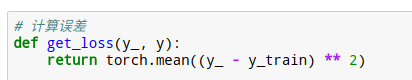 # 计算误差
def get_loss(y_, y):
    return torch.mean((y_ - y_train) ** 2)